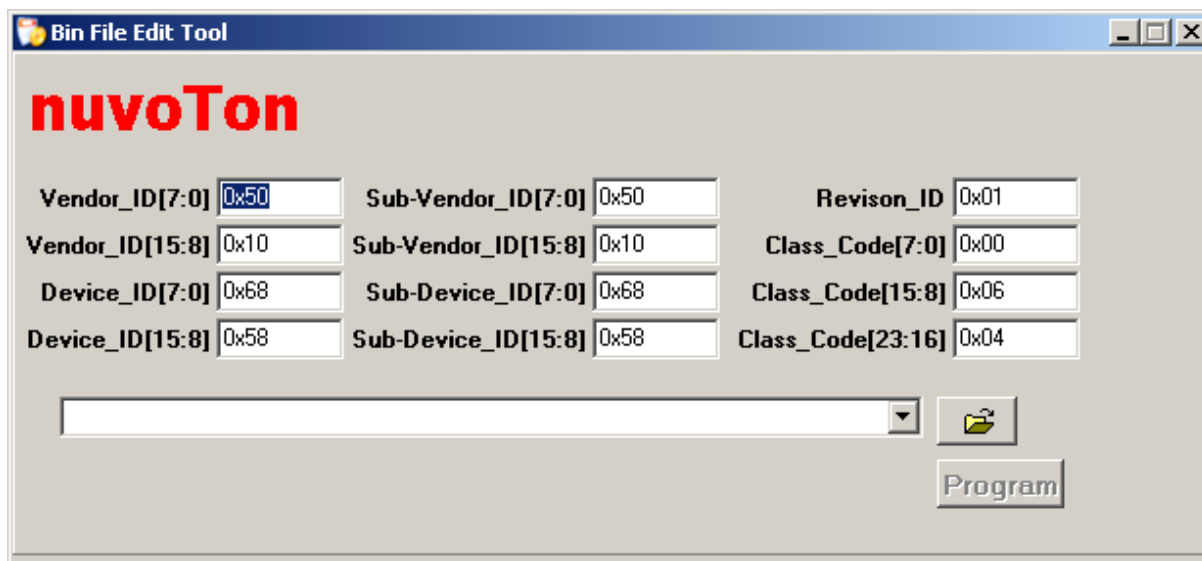 Bin File Edit Tool
nuvoTon
Vendor_ID[7:0] 0x50 Sub-Vendor_ID[7:0] 0x50 Revison_ID 0x01
Vendor_ID[15:8] 0x10 Sub-Vendor_ID[15:8] 0x10 Class_Code[7:0] 0x00
Device_ID[7:0] 0x68 Sub-Device_ID[7:0] 0x68 Class_Code[15:8] 0x06
Device_ID[15:8] 0x58 Sub-Device_ID[15:8] 0x58 Class_Code[23:16] 0x04
Program